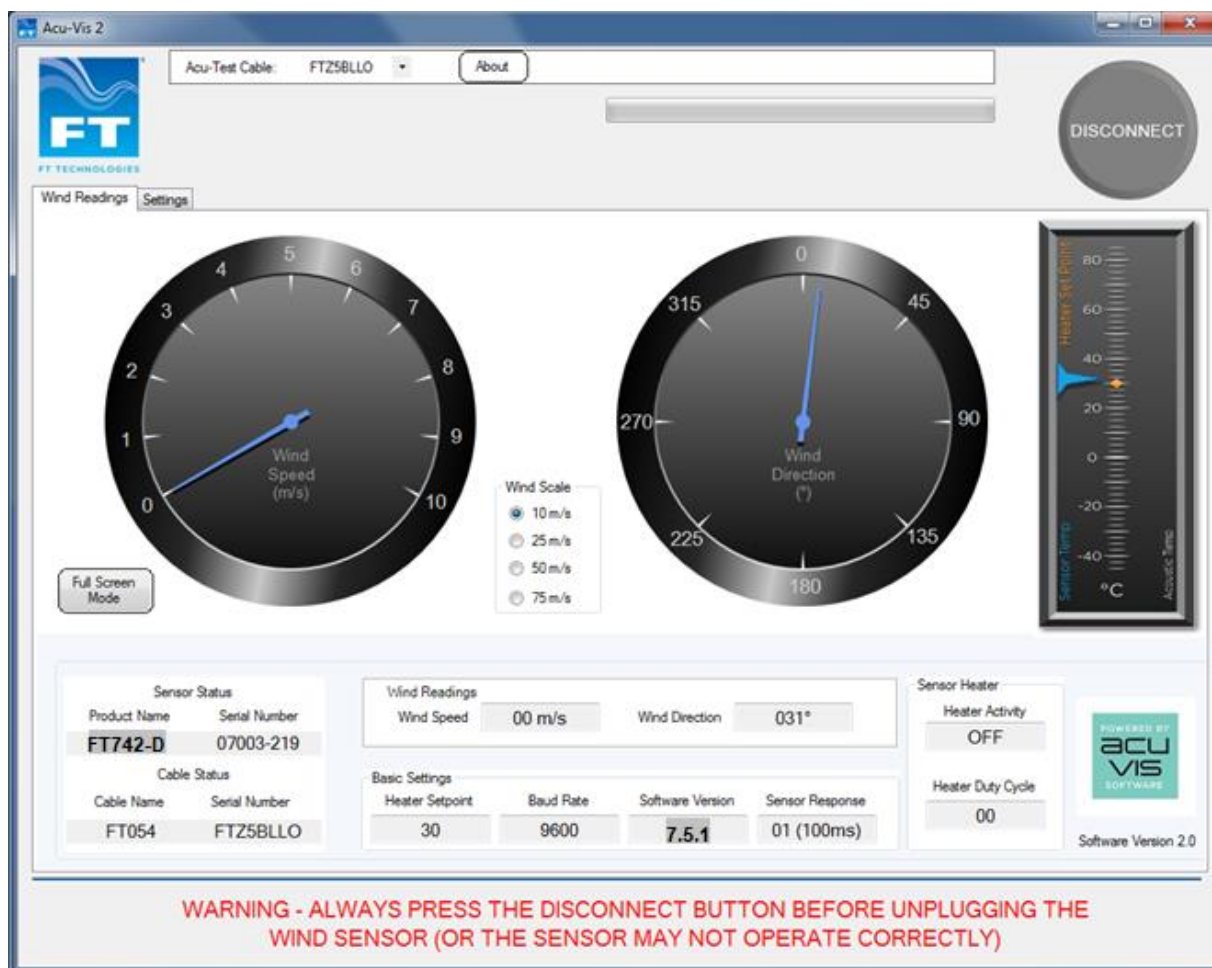 Acu-Vis 2
Acu-Test Cable: FTZ5BLLO About
FT
FT TECHNOLOGIES
DISCONNECT
Wind Readings Settings
0 1 2 3 4 5 6 7 8 9 10
Wind
Speed
(m/s)
Full Screen
Mode
Wind Scale
10 m/s
25 m/s
50 m/s
75 m/s
0 45 90 135 180 225 270 315
Wind
Direction
(°)
Heater Set Point
80
60
40
20
0
-20
-40
°C
Sensor Temp
Acoustic Temp
Sensor Status
Product Name Serial Number
FT742-D 07003-219
Cable Status
Cable Name Serial Number
FT054 FTZ5BLLO
Wind Readings
Wind Speed 00 m/s Wind Direction 031°
Basic Settings
Heater Setpoint Baud Rate Software Version Sensor Response
30 9600 7.5.1 01 (100ms)
Sensor Heater
Heater Activity
OFF
Heater Duty Cycle
00
POWERED BY
acu
VIS
SOFTWARE
Software Version 2.0
WARNING - ALWAYS PRESS THE DISCONNECT BUTTON BEFORE UNPLUGGING THE
WIND SENSOR (OR THE SENSOR MAY NOT OPERATE CORRECTLY)